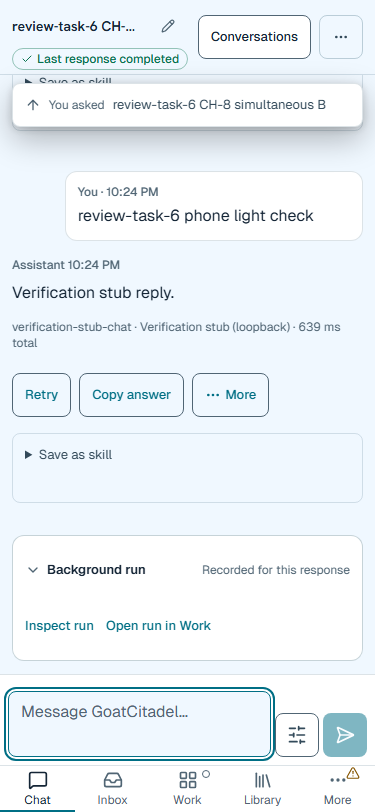 review-task-6 CH-...
Conversations
...
Last response completed
Save as skill
You asked review-task-6 CH-8 simultaneous B
You · 10:24 PM
review-task-6 phone light check
Assistant 10:24 PM
Verification stub reply.
verification-stub-chat · Verification stub (loopback) · 639 ms
total
Retry
Copy answer
... More
Save as skill
Background run
Recorded for this response
Inspect run
Open run in Work
Message GoatCitadel...
Chat
Inbox
Work
Library
More